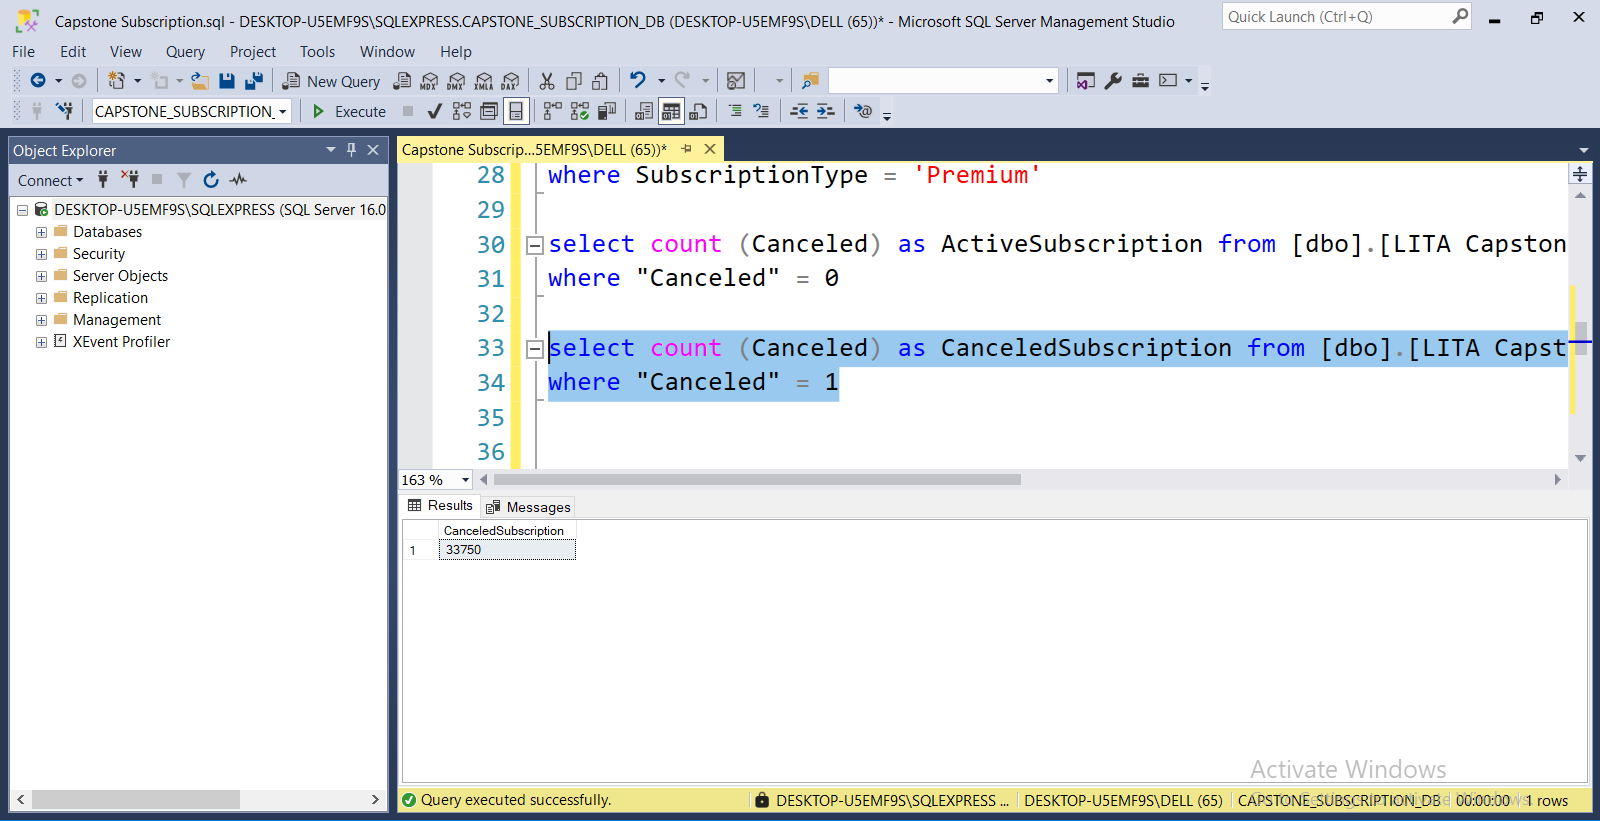 Capstone Subscription.sql - DESKTOP-U5EMF9S\SQLEXPRESS.CAPSTONE_SUBSCRIPTION_DB (DESKTOP-U5EMF9S\DELL (65))* - Microsoft SQL Server Management Studio
Quick Launch (Ctrl+Q)
File Edit View Query Project Tools Window Help
New Query MDX DMX XMLA DAX
CAPSTONE_SUBSCRIPTION_ Execute
Object Explorer
Connect
DESKTOP-U5EMF9S\SQLEXPRESS (SQL Server 16.0
Databases
Security
Server Objects
Replication
Management
XEvent Profiler
Capstone Subscrip...5EMF9S\DELL (65))*
28 where SubscriptionType = 'Premium'
29
30 select count (Canceled) as ActiveSubscription from [dbo].[LITA Capston
31 where "Canceled" = 0
32
33 select count (Canceled) as CanceledSubscription from [dbo].[LITA Capst
34 where "Canceled" = 1
35
36
163 %
Results Messages
CanceledSubscription
1 33750
Activate Windows
Query executed successfully. DESKTOP-U5EMF9S\SQLEXPRESS ... DESKTOP-U5EMF9S\DELL (65) CAPSTONE_SUBSCRIPTION_DB 00:00:00 1 rows